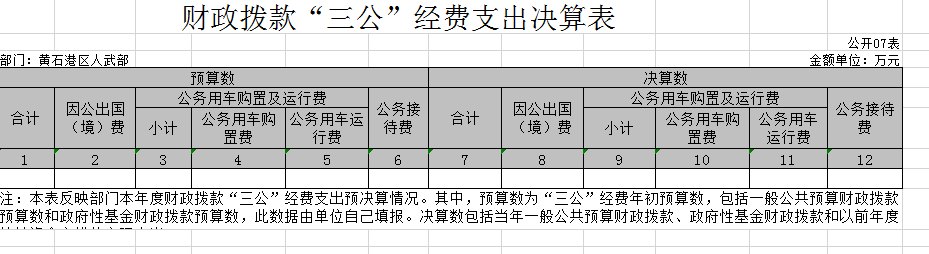 财政拨款“三公”经费支出决算表
公开07表
部门：黄石港区人武部 金额单位：万元
预算数 决算数
合计 因公出国（境）费 公务用车购置及运行费 公务接待费 合计 因公出国（境）费 公务用车购置及运行费 公务接待费
小计 公务用车购置费 公务用车运行费 小计 公务用车购置费 公务用车运行费
1 2 3 4 5 6 7 8 9 10 11 12
注：本表反映部门本年度财政拨款“三公”经费支出预决算情况。其中，预算数为“三公”经费年初预算数，包括一般公共预算财政拨款
预算数和政府性基金财政拨款预算数，此数据由单位自己填报。决算数包括当年一般公共预算财政拨款、政府性基金财政拨款和以前年度